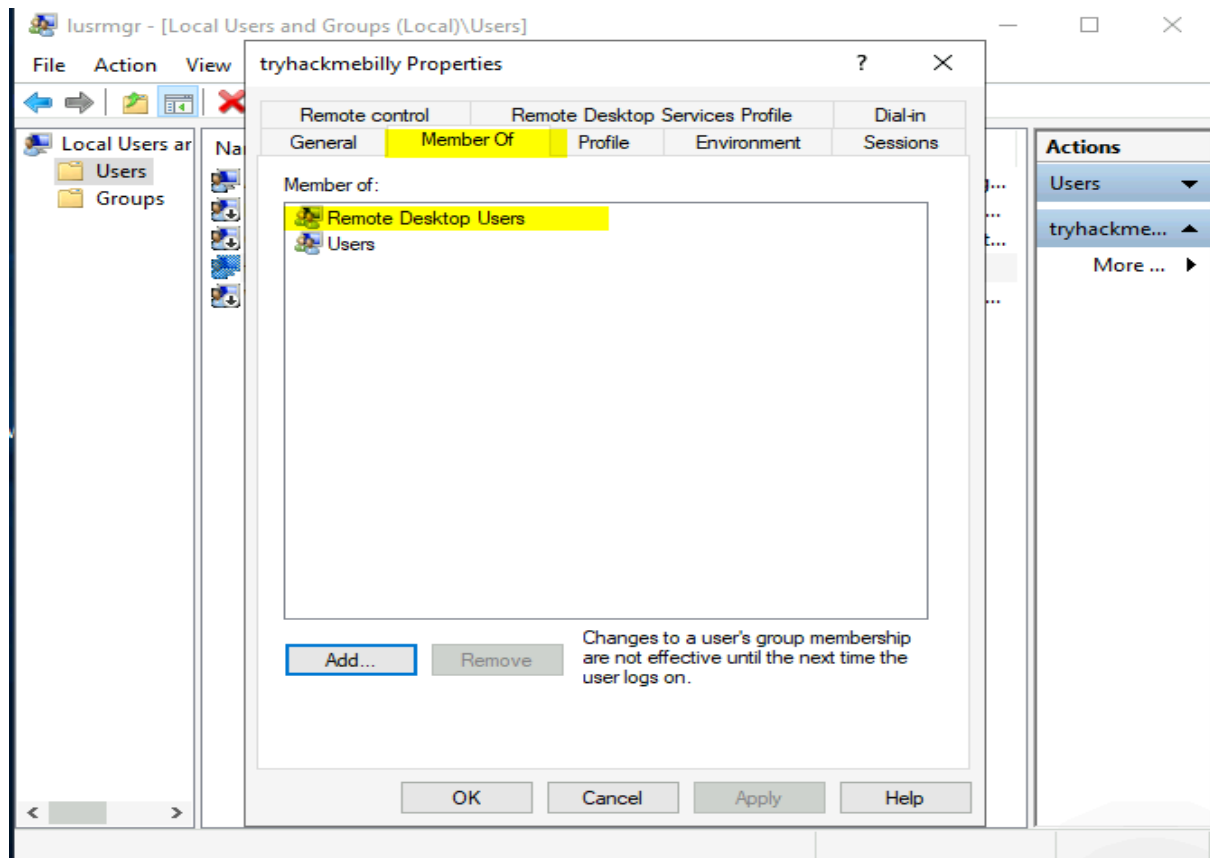 lusrmgr - [Local Users and Groups (Local)\Users]
File Action View
tryhackmebilly Properties
?
Remote control Remote Desktop Services Profile Dial-in
General Member Of Profile Environment Sessions
Local Users ar
Users
Groups
Na
Member of:
Remote Desktop Users
Users
Add...
Remove
Changes to a user's group membership
are not effective until the next time the
user logs on.
OK Cancel Apply Help
Actions
Users
tryhackme...
More ...